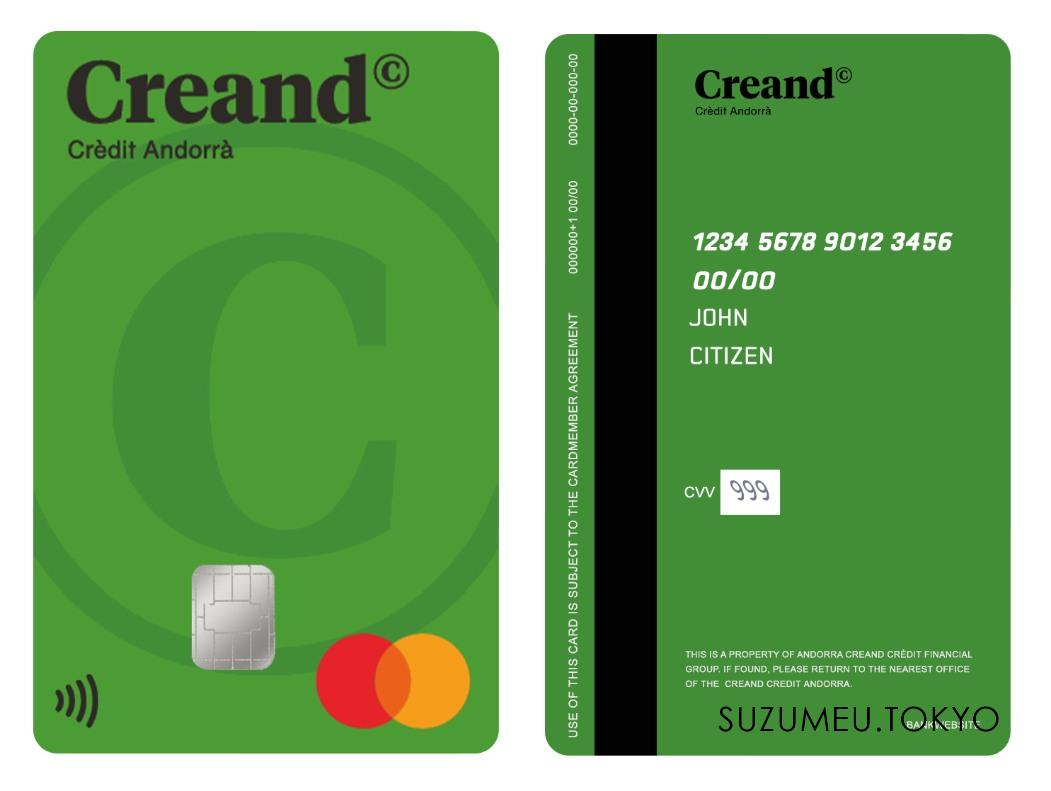 Creand©
Crèdit Andorrà
0000-00-000-00
000000+1 00/00
USE OF THIS CARD IS SUBJECT TO THE CARDMEMBER AGREEMENT
Creand©
Crèdit Andorrà
1234 5678 9012 3456
00/00
JOHN
CITIZEN
CVV 999
THIS IS A PROPERTY OF ANDORRA CREAND CRÈDIT FINANCIAL
GROUP. IF FOUND, PLEASE RETURN TO THE NEAREST OFFICE
OF THE CREAND CREDIT ANDORRA.
SUZUMEU.TOKYO
BANKWEBSITE